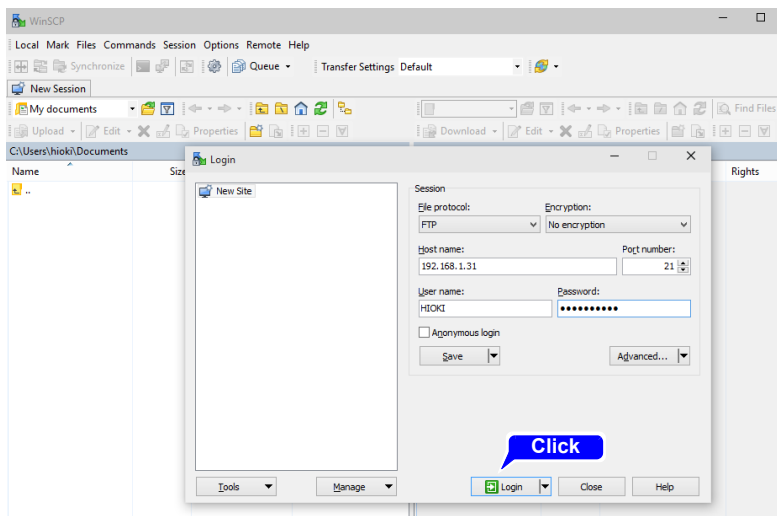 WinSCP
Local Mark Files Commands Session Options Remote Help
Synchronize Queue Transfer Settings Default
New Session
My documents Find Files
Upload Edit Properties Download Edit Properties
C:\Users\hioki\Documents
Name Size Rights
..
Login
New Site
Session
File protocol: Encryption:
FTP No encryption
Host name: Port number:
192.168.1.31 21
User name: Password:
HIOKI ••••••••••
Anonymous login
Save Advanced...
Click
Tools Manage Login Close Help